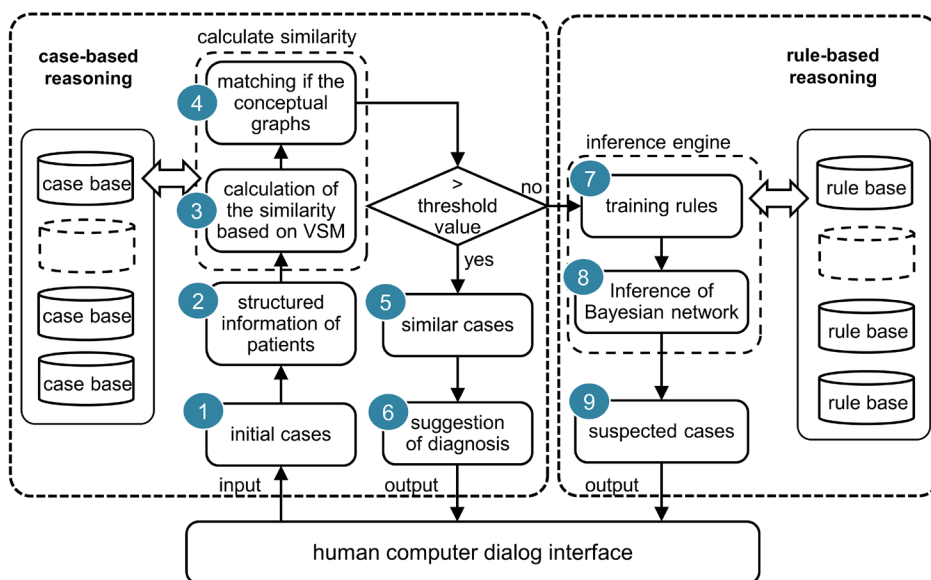 case-based
reasoning
calculate similarity
4
matching if the
conceptual
graphs
3
calculation of
the similarity
based on VSM
2
structured
information of
patients
1
initial cases
input
case base
case base
case base
>
threshold
value
no
yes
5
similar cases
6
suggestion
of diagnosis
output
rule-based
reasoning
inference engine
7
training rules
8
Inference of
Bayesian network
9
suspected cases
output
rule base
rule base
rule base
human computer dialog interface